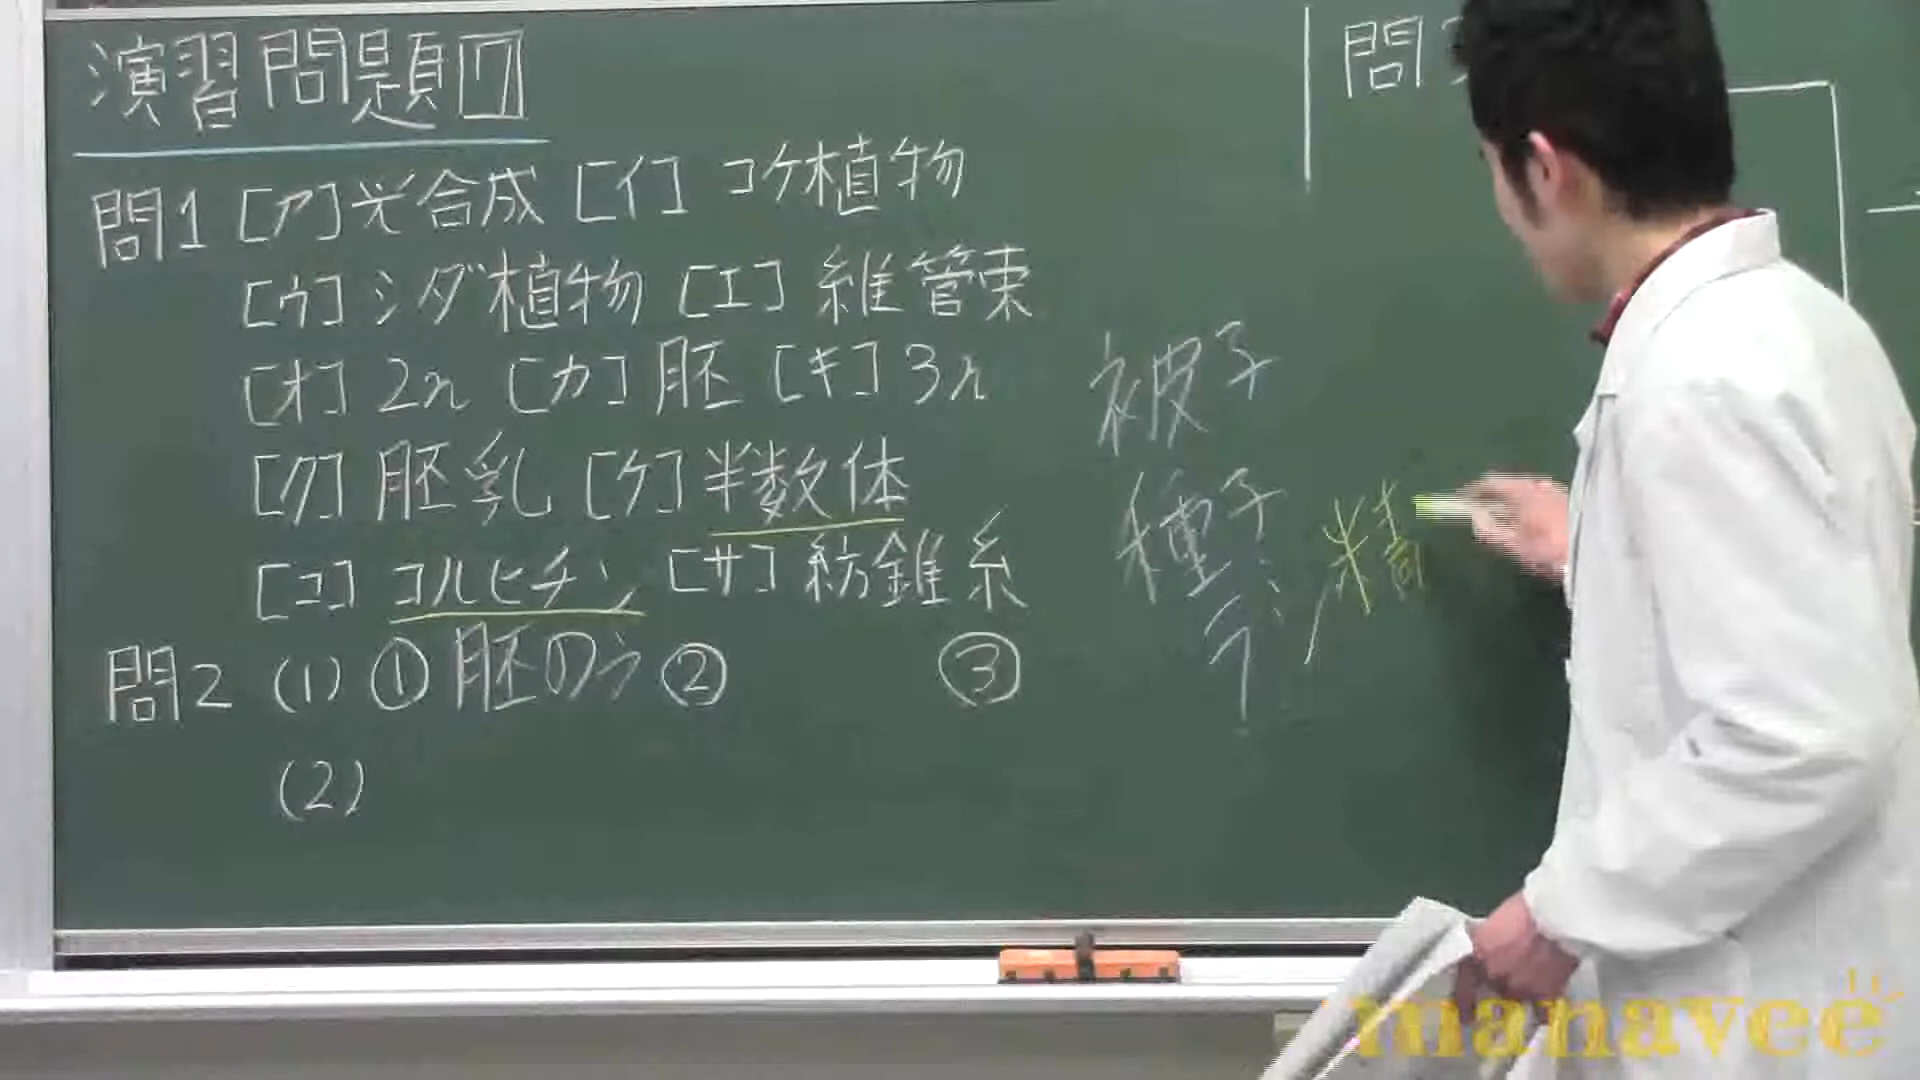 演習問題7
問1 [ア]光合成 [イ] コケ植物
[ウ]シダ植物 [エ] 維管束
[オ] 2n [カ] 胚 [キ] 3n
[ク] 胚乳 [ケ] 半数体
[コ] コルヒチン [サ] 紡錘糸
問2 (1) ① 胚のう ② ③
(2)
被子
種子
精
問
manavee